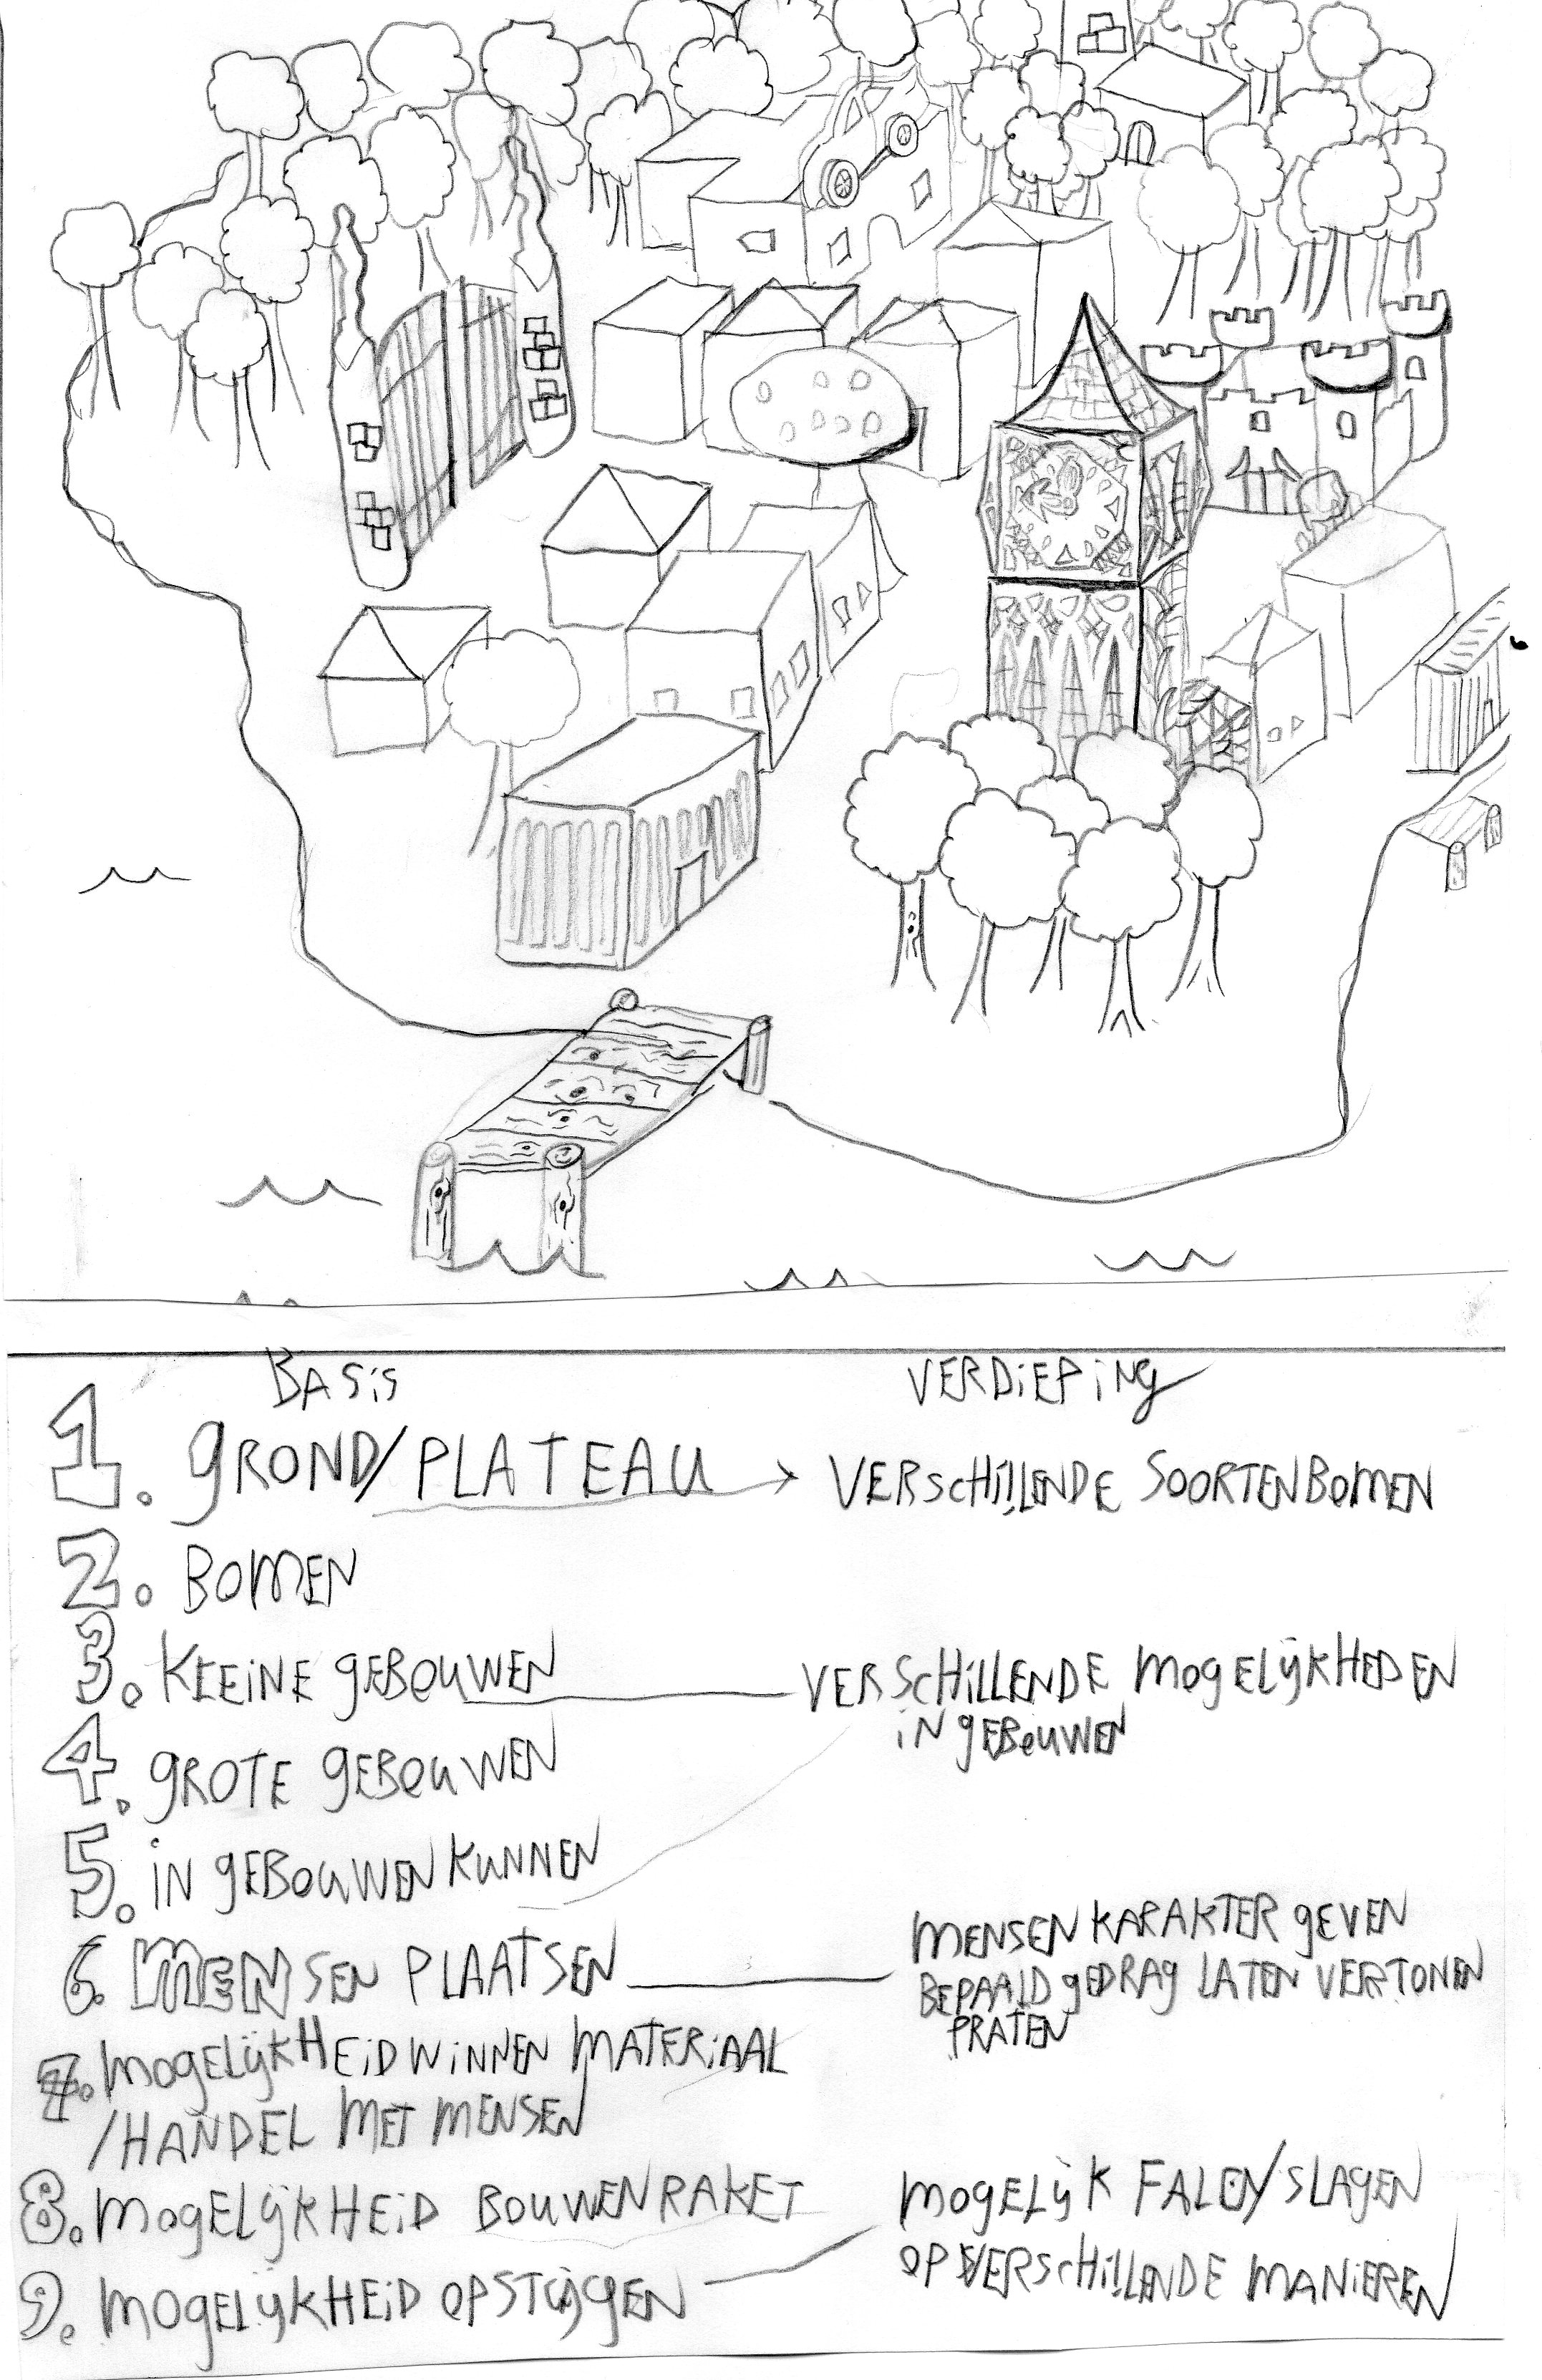 BASIS
VERDIEPING
1. GROND/PLATEAU → VERSCHILLENDE SOORTEN BOMEN
2. BOMEN
3. KLEINE GEBOUWEN VERSCHILLENDE MOGELIJKHEDEN
IN GEBOUWEN
4. GROTE GEBOUWEN
5. IN GEBOUWEN KUNNEN
6. MENSEN PLAATSEN
MENSEN KARAKTER GEVEN
BEPAALD GEDRAG LATEN VERTONEN
PRATEN
7. MOGELIJKHEID WINNEN MATERIAAL
/HANDEL MET MENSEN
8. MOGELIJKHEID BOUWEN RAKET
9. MOGELIJKHEID OPSTIJGEN
MOGELIJK FALEN/SLAGEN
OP VERSCHILLENDE MANIEREN